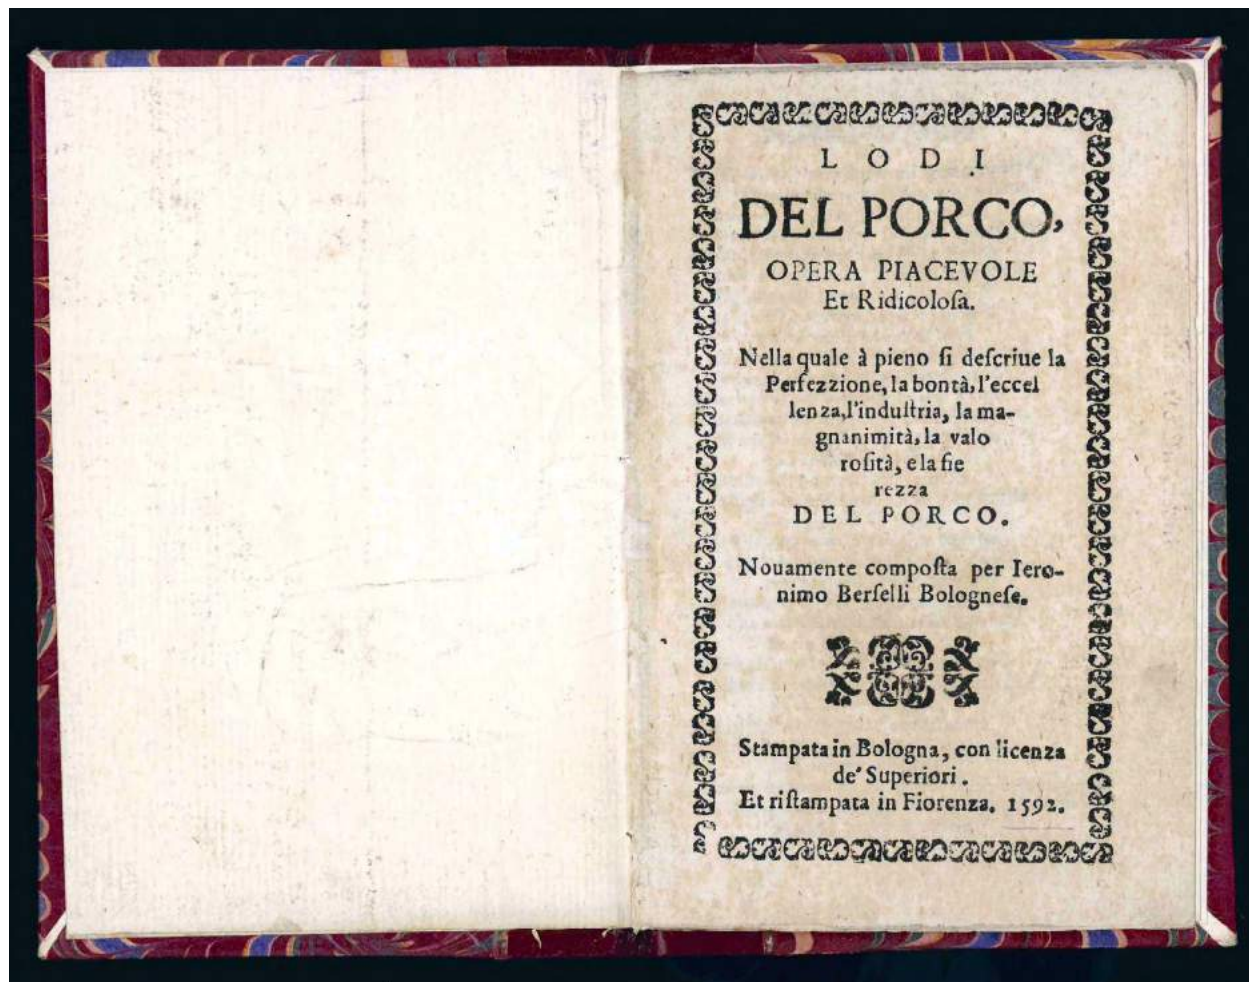 LODI
DEL PORCO,
OPERA PIACEVOLE
Et Ridicoloſa.
Nella quale à pieno ſi deſcriue la
Perfezzione, la bontà, l'eccel
lenza, l'induſtria, la ma-
gnanimità, la valo
roſità, e la fie
rezza
DEL PORCO.
Nouamente compoſta per Iero-
nimo Berſelli Bologneſe.
Stampata in Bologna, con licenza
de' Superiori.
Et riſtampata in Fiorenza. 1592.